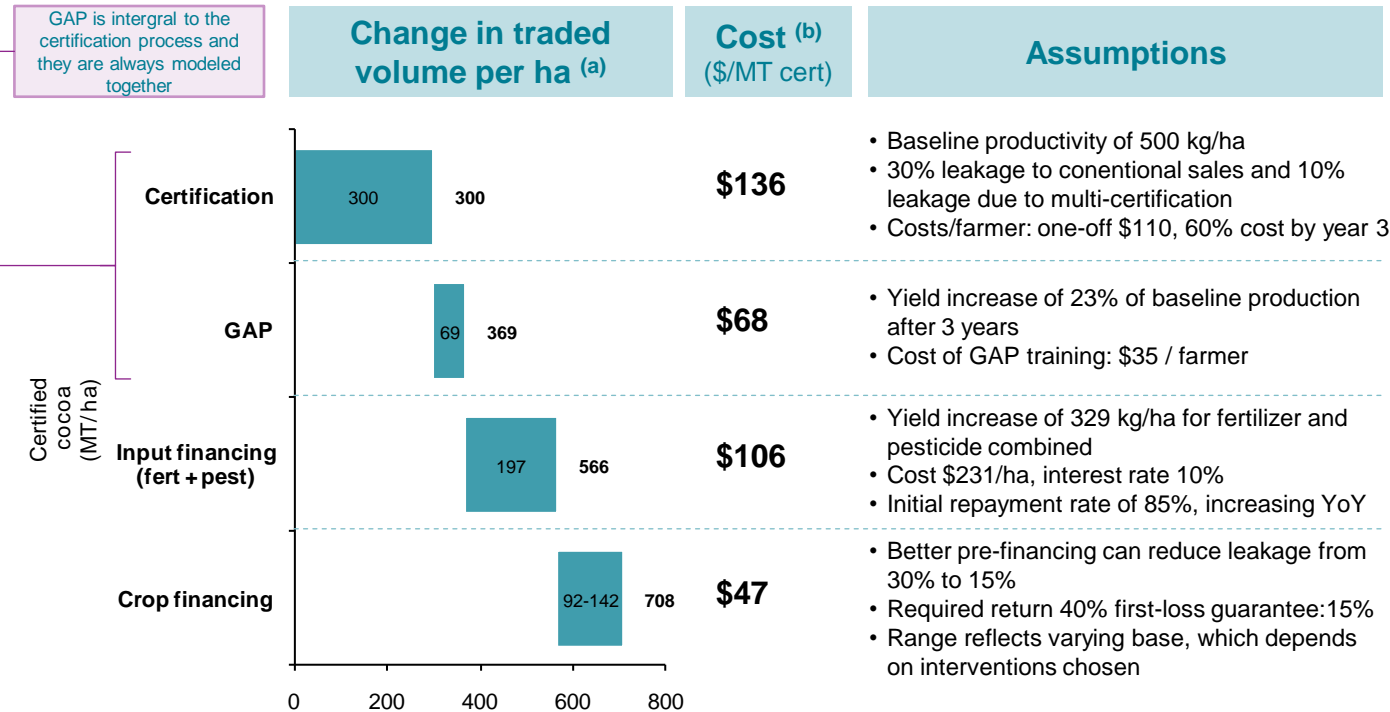 GAP is intergral to the
certification process and
they are always modeled
together
Change in traded
volume per ha (a)
Cost (b)
($/MT cert)
Assumptions
Certified
cocoa
(MT/ha)
Certification
300
300
$136
• Baseline productivity of 500 kg/ha
• 30% leakage to conentional sales and 10%
leakage due to multi-certification
• Costs/farmer: one-off $110, 60% cost by year 3
GAP
69
369
$68
• Yield increase of 23% of baseline production
after 3 years
• Cost of GAP training: $35 / farmer
Input financing
(fert + pest)
197
566
$106
• Yield increase of 329 kg/ha for fertilizer and
pesticide combined
• Cost $231/ha, interest rate 10%
• Initial repayment rate of 85%, increasing YoY
Crop financing
92-142
708
$47
• Better pre-financing can reduce leakage from
30% to 15%
• Required return 40% first-loss guarantee:15%
• Range reflects varying base, which depends
on interventions chosen
0 200 400 600 800